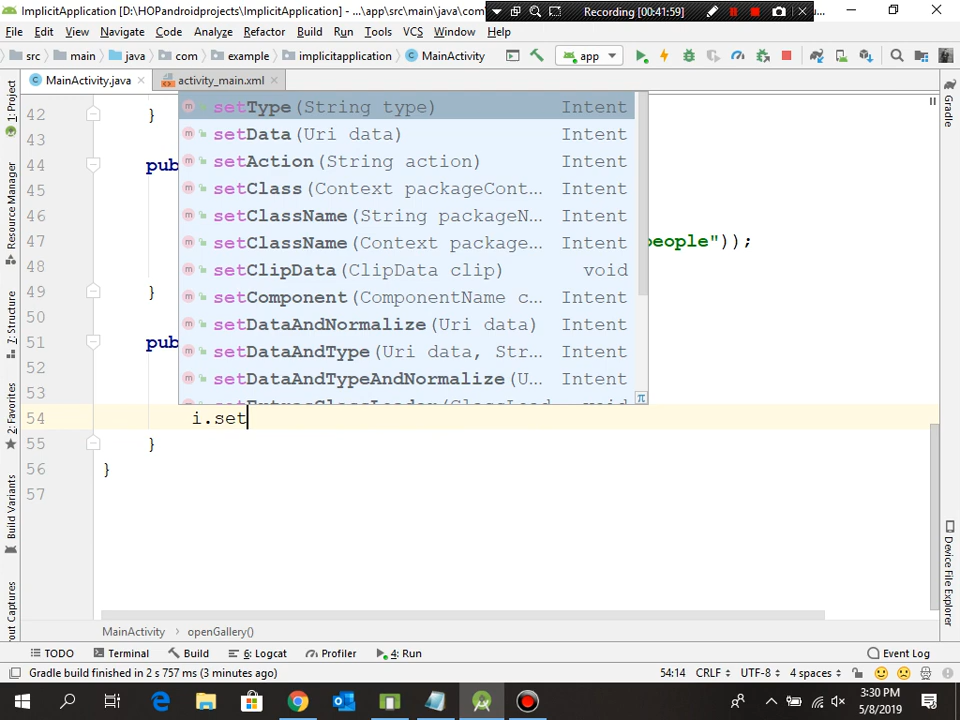 ImplicitApplication [D:\HOPandroidprojects\ImplicitApplication] - ...\app\src\main\java\com
Recording [00:41:59]
File Edit View Navigate Code Analyze Refactor Build Run Tools VCS Window Help
src main java com example implicitapplication MainActivity app
MainActivity.java activity_main.xml
1: Project
Resource Manager
7: Structure
2: Favorites
Build Variants
out Captures
42 }
43
44 pub
45
46
47 people"));
48
49 }
50
51 pub
52
53
54 i.set
55 }
56 }
57
setType(String type) Intent
setData(Uri data) Intent
setAction(String action) Intent
setClass(Context packageCont... Intent
setClassName(String packageN... Intent
setClassName(Context package... Intent
setClipData(ClipData clip) void
setComponent(ComponentName c... Intent
setDataAndNormalize(Uri data) Intent
setDataAndType(Uri data, Str... Intent
setDataAndTypeAndNormalize(U... Intent
setExtrasClassLoader(ClassLoad void
Gradle
Device File Explorer
MainActivity › openGallery()
TODO Terminal Build 6: Logcat Profiler 4: Run Event Log
Gradle build finished in 2 s 757 ms (3 minutes ago) 54:14 CRLF UTF-8 4 spaces
3:30 PM
5/8/2019